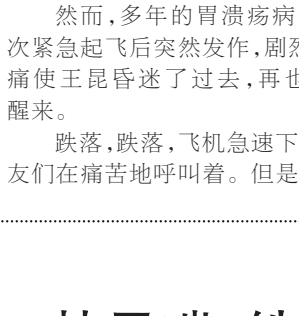 然而,多年的胃溃疡病
次紧急起飞后突然发作,剧烈
痛使王昆昏迷了过去,再也
醒来。
跌落,跌落,飞机急速下
友们在痛苦地呼叫着。但是